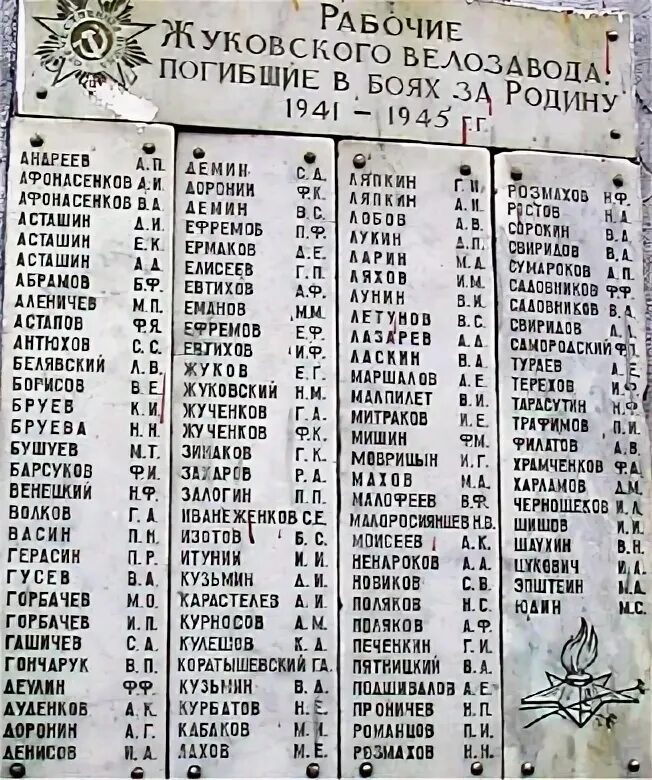 РАБОЧИЕ
ЖУКОВСКОГО ВЕЛОЗАВОДА,
ПОГИБШИЕ В БОЯХ ЗА РОДИНУ
1941 – 1945 г.г.
АНДРЕЕВ А.П.
АФОНАСЕНКОВ А.И.
АФОНАСЕНКОВ В.А.
АСТАШИН Д.И.
АСТАШИН Е.К.
АСТАШИН А.Д.
АБРАМОВ Б.Ф.
АЛЕНИЧЕВ М.П.
АСТАПОВ Ф.Я.
АНТЮХОВ С.С.
БЕЛЯВСКИЙ Л.В.
БОГИСОВ В.Е.
БРУЕВ К.И.
БРУЕВА Н.Н.
БУШУЕВ М.Т.
БАРСУКОВ Ф.И.
ВЕНЕЦКИЙ Н.Ф.
ВОЛКОВ Г.А.
ВАСИН П.Н.
ГЕРАСИН П.Р.
ГУСЕВ В.А.
ГОРБАЧЕВ М.О.
ГОРБАЧЕВ И.П.
ГАШИЧЕВ С.Д.
ГОНЧАРУК В.П.
ДЕУЛИН Ф.Ф.
ДУДЕНКОВ А.К.
ДОРОНИН А.Г.
ДЕНИСОВ И.А.
ДЕМИН С.Д.
ДОРОНИН Ф.К.
ДЕМИН В.С.
ЕФРЕМОВ П.Ф.
ЕРМАКОВ Д.Е.
ЕЛИСЕЕВ Г.П.
ЕВТИХОВ А.Ф.
ЕМАНОВ М.М.
ЕФРЕМОВ Е.Ф.
ЕВТИХОВ И.Ф.
ЖУКОВ Е.Г.
ЖУКОВСКИЙ Н.М.
ЖУЧЕНКОВ Г.А.
ЖУЧЕНКОВ Ф.К.
ЗИМАКОВ Г.К.
ЗАХАРОВ Р.А.
ЗАЛОГИН П.П.
ИВАНЕЖЕНКОВ С.Е.
ИЗОТОВ Б.С.
ИТУНИН И.И.
КУЗЬМИН Д.И.
КАРАСТЕЛЕВ А.И.
КУРНОСОВ А.М.
КУЛЕШОВ К.А.
КОРАТЫШЕВСКИЙ Г.А.
КУЗЬМИН В.Д.
КУРБАТОВ Н.Е.
КАБАКОВ М.И.
ЛАХОВ М.Е.
ЛЯПКИН Г.И.
ЛЯПКИН А.И.
ЛОБОВ А.В.
ЛУКИН Д.П.
ЛАРИН М.А.
ЛЯХОВ И.М.
ЛУНИН В.И.
ЛЕТУНОВ В.С.
ЛАЗАРЕВ А.Д.
ЛАСКИН В.А.
МАРШАЛОВ А.Е.
МАЛПИЛЕТ В.И.
МИТРАКОВ И.Е.
МИШИН Ф.М.
МОВРИЦЫН И.Г.
МАХОВ М.А.
МАЛОФЕЕВ В.Ф.
МАЛОРОСИЯНЦЕВ Н.В.
МОИСЕЕВ А.К.
НЕНАРОКОВ А.А.
НОВИКОВ С.В.
ПОЛЯКОВ Н.С.
ПОЛЯКОВ А.Ф.
ПЕЧЕНКИН Г.И.
ПЯТНИЦКИЙ В.А.
ПОДШИВАЛОВ А.Е.
ПРОНИЧЕВ Н.П.
РОМАНЦОВ П.И.
РОЗМАХОВ Н.Н.
РОЗМАХОВ Н.Ф.
РОСТОВ Н.А.
СОРОКИН В.А.
СВИРИДОВ В.А.
СУМАРОКОВ А.П.
САДОВНИКОВ Ф.Ф.
САДОВНИКОВ В.А.
СВИРИДОВ
САМОРОДСКИЙ
ТУРАЕВ А.Е.
ТЕРЕХОВ И.Ф.
ТАРАСУТИН Н.Ф.
ТРАФИМОВ П.И.
ФИЛАТОВ А.В.
ХРАМЧЕНКОВ Ф.А.
ХАРЛАМОВ Д.М.
ЧЕРНОЩЕКОВ И.Л.
ШИШОВ И.И.
ШАУХИН В.Н.
ЦУКОВИЧ И.А.
ЭПШТЕИН М.А.
ЮДИН М.С.